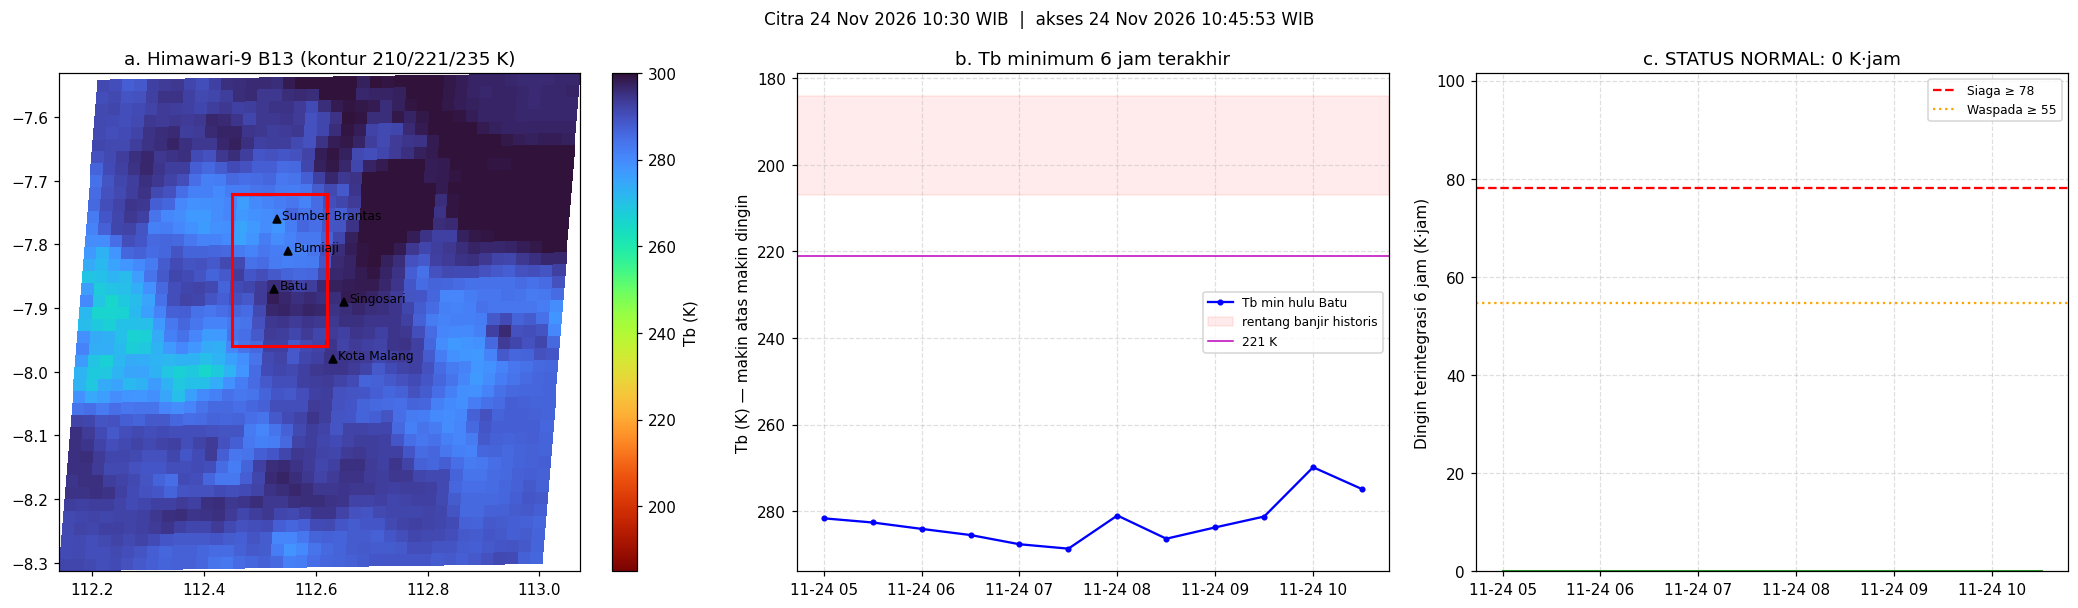 Citra 24 Nov 2026 10:30 WIB | akses 24 Nov 2026 10:45:53 WIB
a. Himawari-9 B13 (kontur 210/221/235 K)
−7.6
−7.7
−7.8
−7.9
−8.0
−8.1
−8.2
−8.3
112.2
112.4
112.6
112.8
113.0
Sumber Brantas
Bumiaji
Batu
Singosari
Kota Malang
300
280
260
240
220
200
Tb (K)
b. Tb minimum 6 jam terakhir
Tb (K) — makin atas makin dingin
180
200
220
240
260
280
Tb min hulu Batu
rentang banjir historis
221 K
11-24 05
11-24 06
11-24 07
11-24 08
11-24 09
11-24 10
c. STATUS NORMAL: 0 K·jam
Dingin terintegrasi 6 jam (K·jam)
100
80
60
40
20
0
Siaga ≥ 78
Waspada ≥ 55
11-24 05
11-24 06
11-24 07
11-24 08
11-24 09
11-24 10